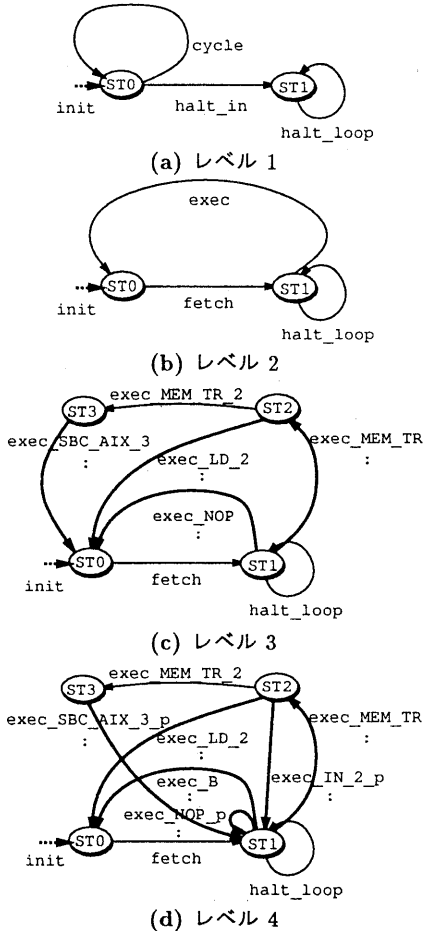 cycle
ST0
ST1
init
halt_in
halt_loop
(a) レベル 1
exec
ST0
ST1
init
fetch
halt_loop
(b) レベル 2
exec_MEM_TR_2
ST3
ST2
exec_SBC_AIX_3
:
exec_MEM_TR
:
exec_LD_2
:
exec_NOP
:
ST0
ST1
init
fetch
halt_loop
(c) レベル 3
exec_MEM_TR_2
ST3
ST2
exec_SBC_AIX_3_p
:
exec_MEM_TR
:
exec_LD_2
:
exec_IN_2_p
:
exec_B
:
exec_NOP_p
:
ST0
ST1
init
fetch
halt_loop
(d) レベル 4